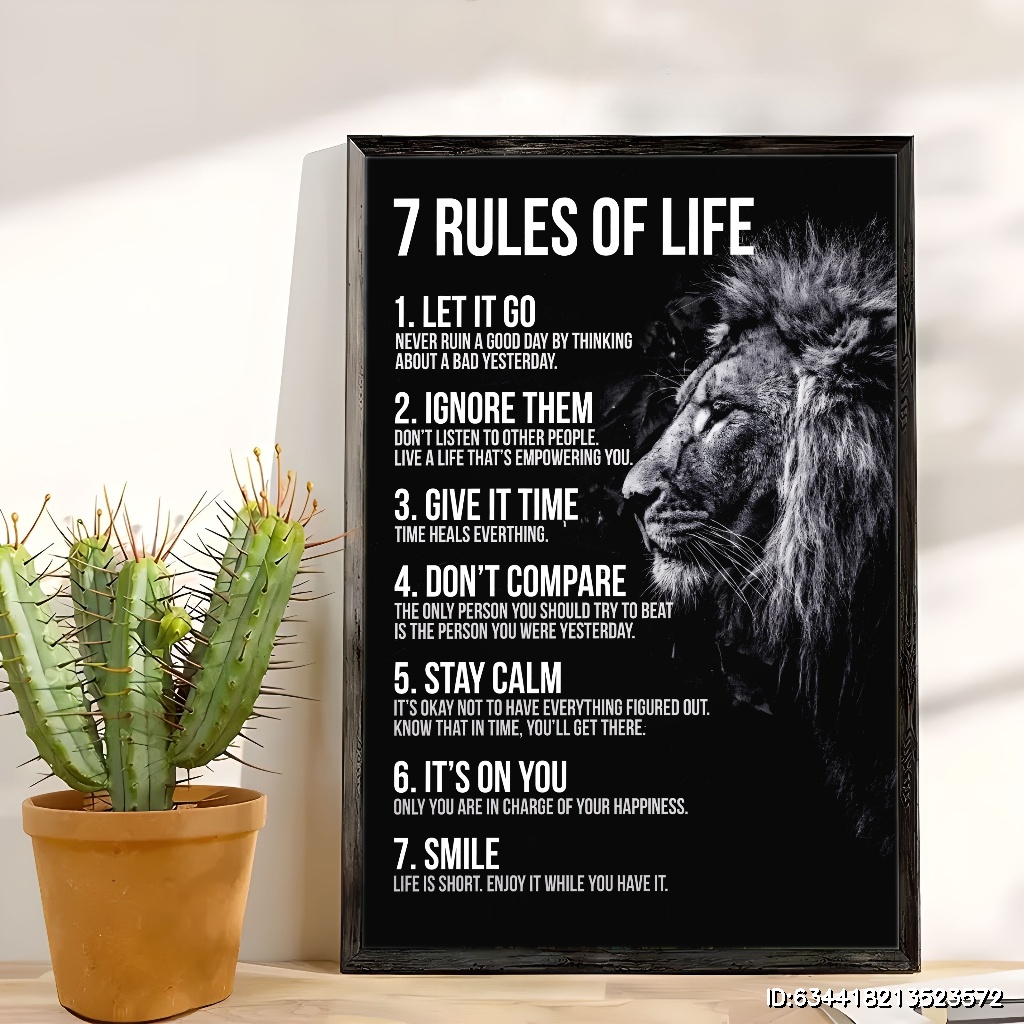 7 RULES OF LIFE
1. LET IT GO
NEVER RUIN A GOOD DAY BY THINKING
ABOUT A BAD YESTERDAY.
2. IGNORE THEM
DON'T LISTEN TO OTHER PEOPLE.
LIVE A LIFE THAT'S EMPOWERING YOU.
3. GIVE IT TIME
TIME HEALS EVERTHING.
4. DON'T COMPARE
THE ONLY PERSON YOU SHOULD TRY TO BEAT
IS THE PERSON YOU WERE YESTERDAY.
5. STAY CALM
IT'S OKAY NOT TO HAVE EVERYTHING FIGURED OUT.
KNOW THAT IN TIME, YOU'LL GET THERE.
6. IT'S ON YOU
ONLY YOU ARE IN CHARGE OF YOUR HAPPINESS.
7. SMILE
LIFE IS SHORT. ENJOY IT WHILE YOU HAVE IT.
ID:634418213523572